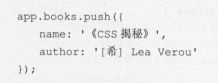 app.books.push({
    name: '《CSS 揭秘》',
    author: '[希] Lea Verou'
});